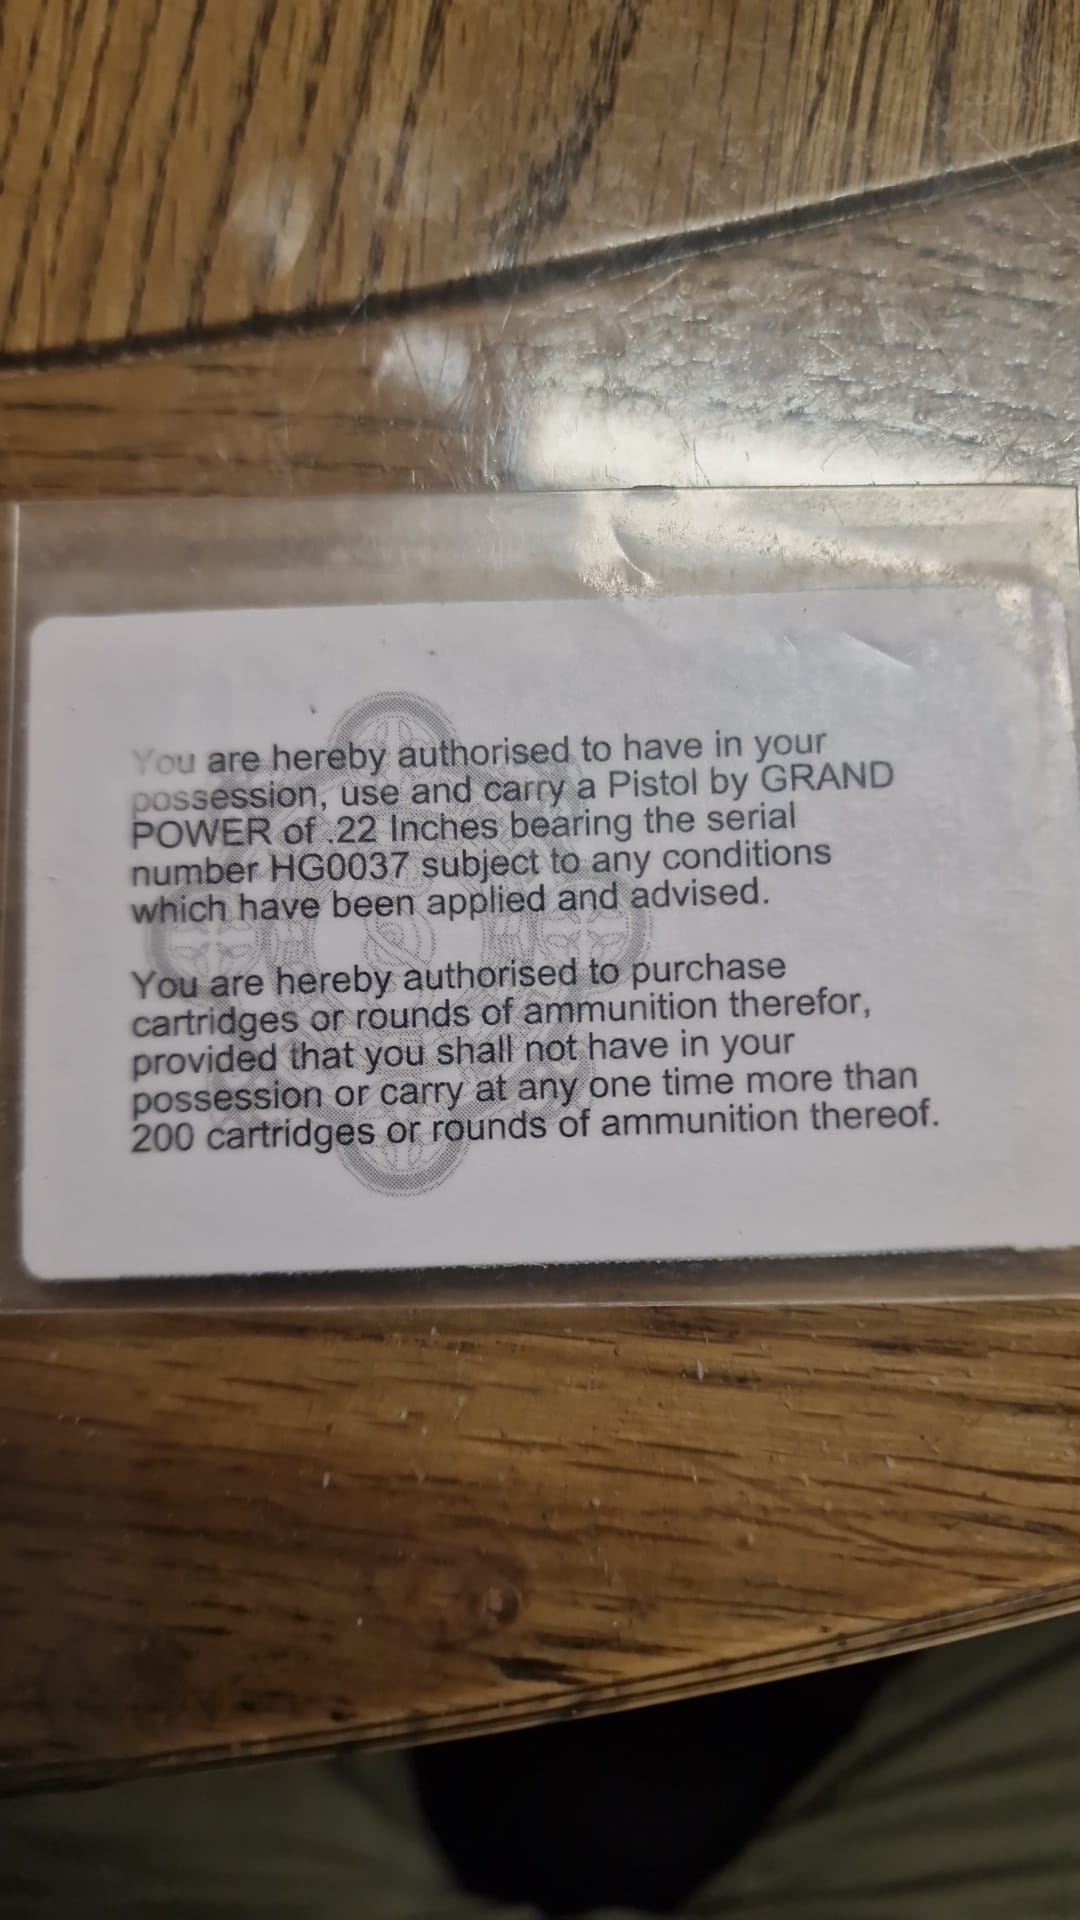 You are hereby authorised to have in your
possession, use and carry a Pistol by GRAND
POWER of .22 Inches bearing the serial
number HG0037 subject to any conditions
which have been applied and advised.
You are hereby authorised to purchase
cartridges or rounds of ammunition therefor,
provided that you shall not have in your
possession or carry at any one time more than
200 cartridges or rounds of ammunition thereof.